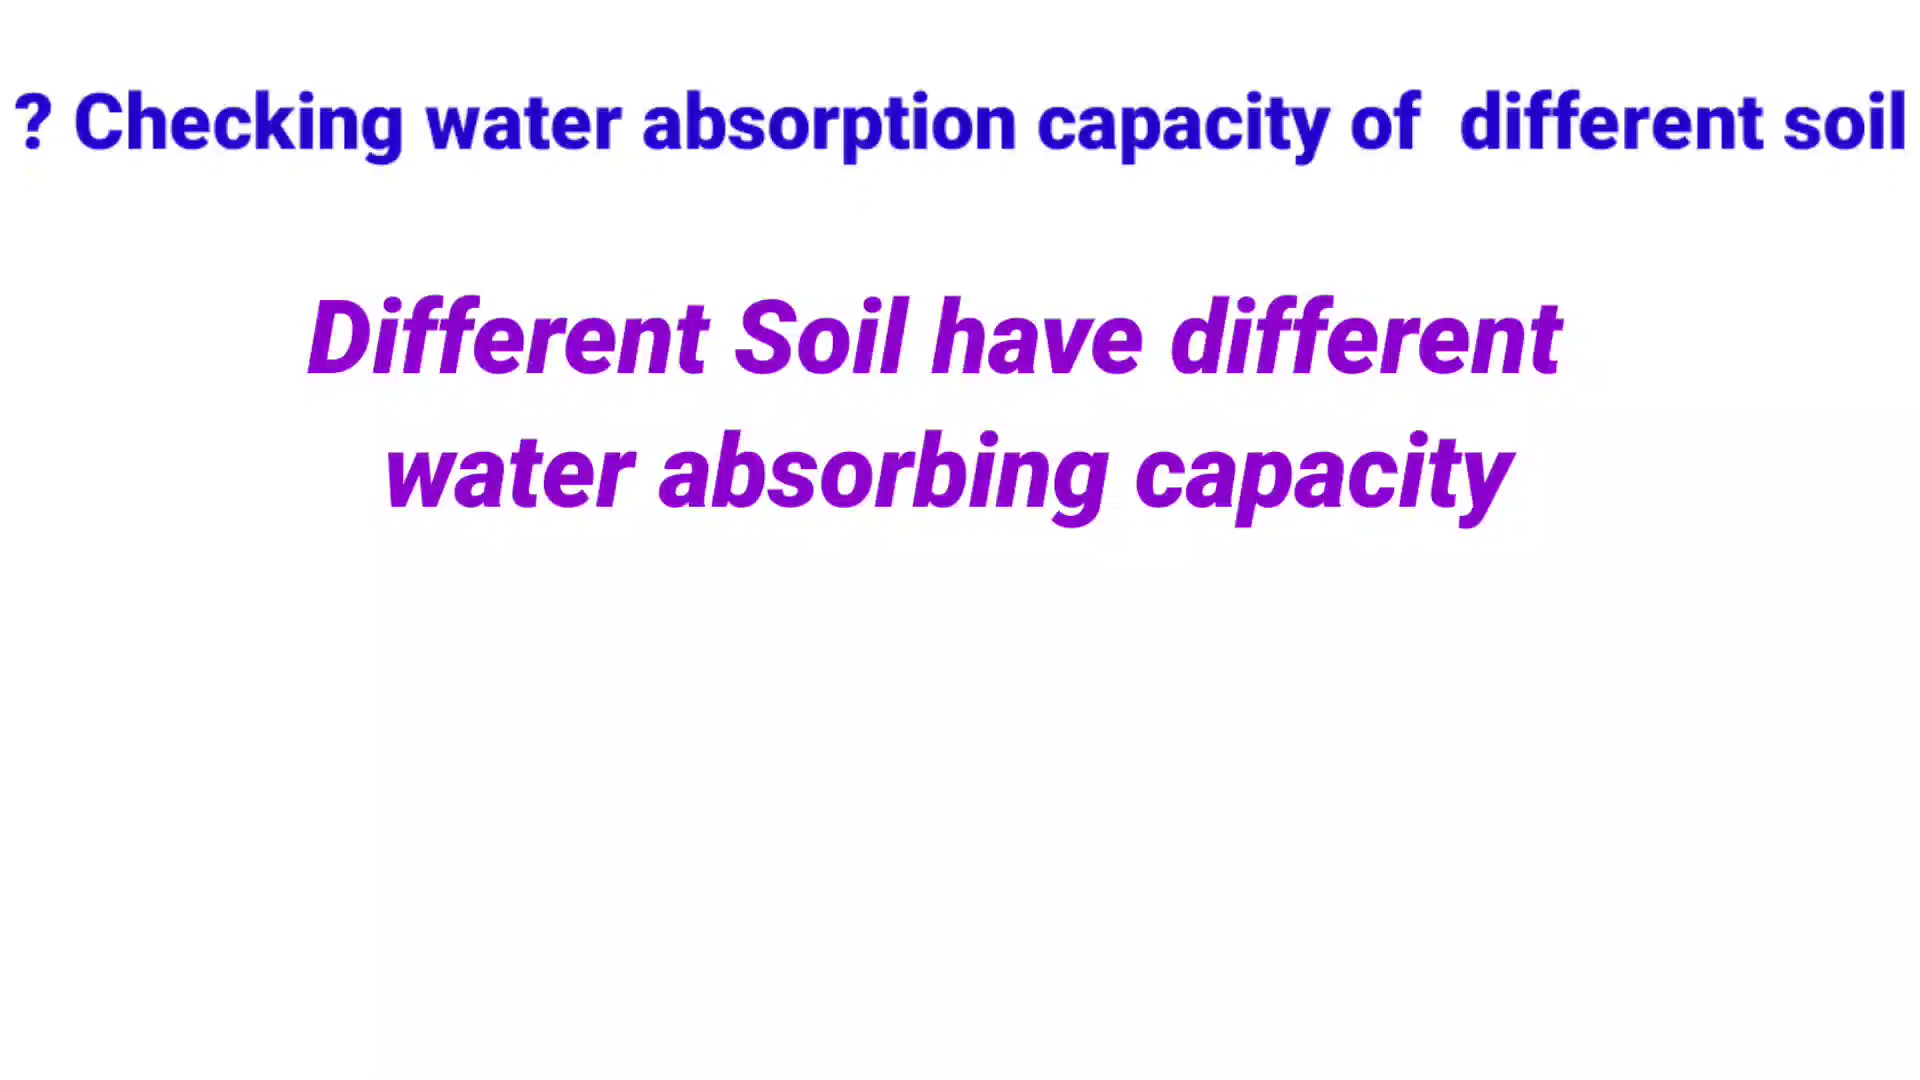 ? Checking water absorption capacity of different soil
Different Soil have different
water absorbing capacity